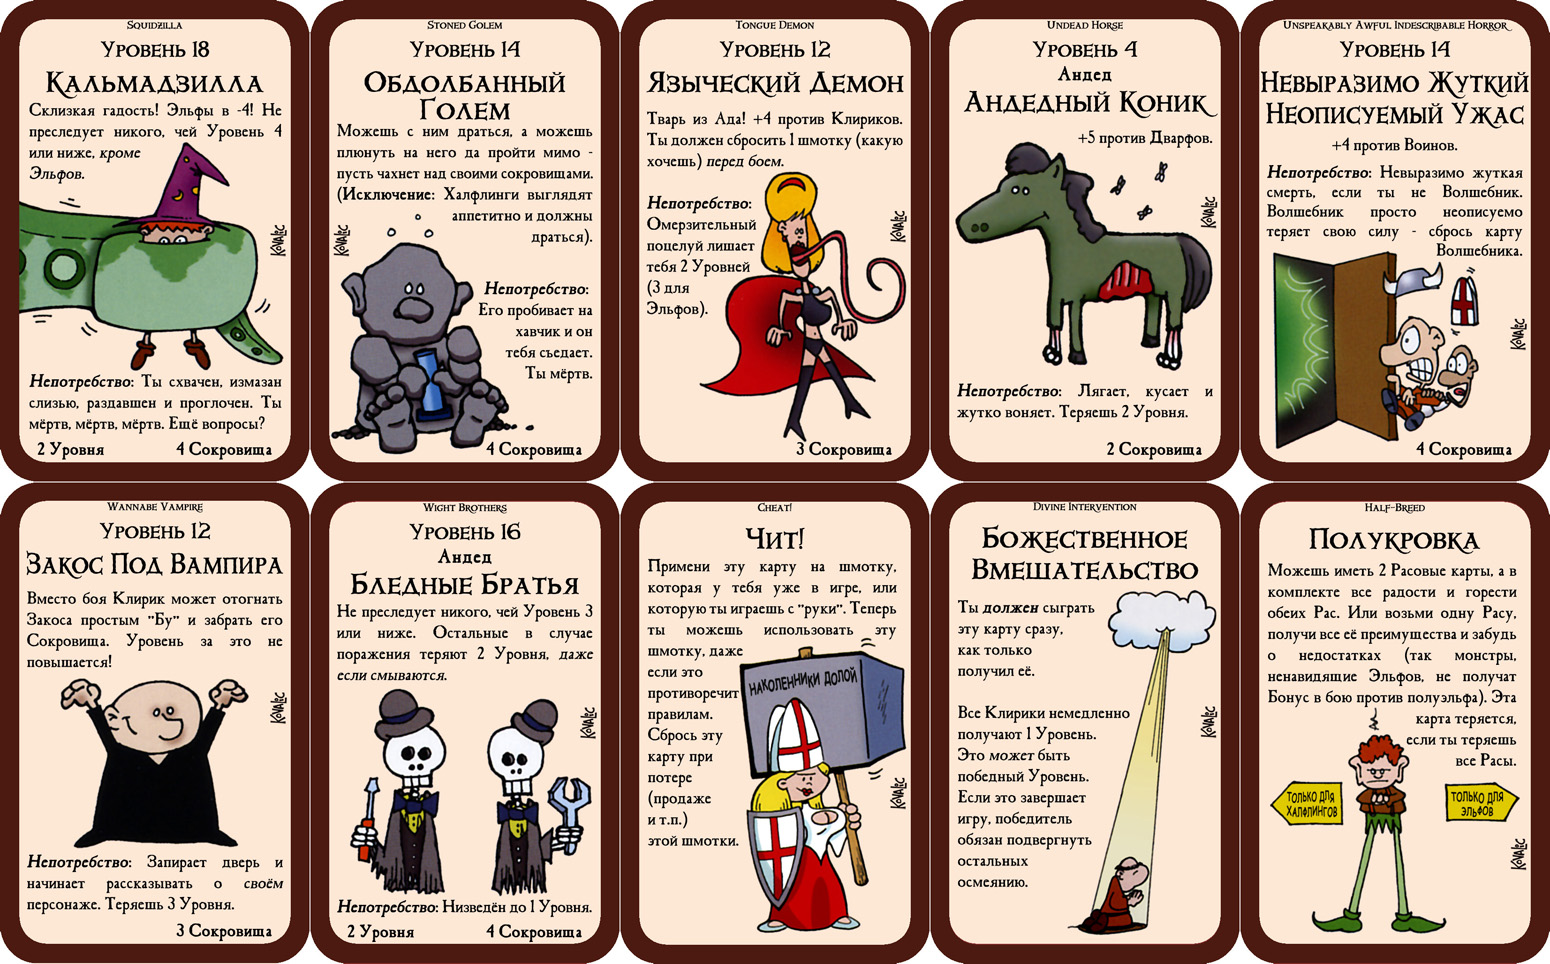 Squidzilla
Уровень 18
Кальмадзилла
Склизкая гадость! Эльфы в -4! Не
преследует никого, чей Уровень 4
или ниже, кроме
Эльфов.
Kovalic
Непотребство: Ты схвачен, измазан
слизью, раздавшен и проглочен. Ты
мёртв, мёртв, мёртв. Ещё вопросы?
2 Уровня 4 Сокровища
Stoned Golem
Уровень 14
Обдолбанный
Голем
Можешь с ним драться, а можешь
плюнуть на него да пройти мимо -
пусть чахнет над своими сокровищами.
(Исключение: Халфлинги выглядят
аппетитно и должны
драться).
Kovalic
Непотребство:
Его пробивает на
хавчик и он
тебя сьедает.
Ты мёртв.
4 Сокровища
Tongue Demon
Уровень 12
Языческий Демон
Тварь из Ада! +4 против Клириков.
Ты должен сбросить 1 шмотку (какую
хочешь) перед боем.
Непотребство:
Омерзительный
поцелуй лишает
тебя 2 Уровней
(3 для
Эльфов).
Kovalic
3 Сокровища
Undead Horse
Уровень 4
Андед
Андедный Коник
+5 против Дварфов.
Kovalic
Непотребство: Лягает, кусает и
жутко воняет. Теряешь 2 Уровня.
2 Сокровища
Unspeakably Awful Indescribable Horror
Уровень 14
Невыразимо Жуткий
Неописуемый Ужас
+4 против Воинов.
Непотребство: Невыразимо жуткая
смерть, если ты не Волшебник.
Волшебник просто неописуемо
теряет свою силу - сбрось карту
Волшебника.
Kovalic
4 Сокровища
Wannabe Vampire
Уровень 12
Закос Под Вампира
Вместо боя Клирик может отогнать
Закоса простым "Бу" и забрать его
Сокровища. Уровень за это не
повышается!
Kovalic
Непотребство: Запирает дверь и
начинает рассказывать о своём
персонаже. Теряешь 3 Уровня.
3 Сокровища
Wight Brothers
Уровень 16
Андед
Бледные Братья
Не преследует никого, чей Уровень 3
или ниже. Остальные в случае
поражения теряют 2 Уровня, даже
если смываются.
Kovalic
Непотребство: Низведён до 1 Уровня.
2 Уровня 4 Сокровища
Cheat!
Чит!
Примени эту карту на шмотку,
которая у тебя уже в игре, или
которую ты играешь с "руки". Теперь
ты можешь использовать эту
шмотку, даже
если это
противоречит
правилам.
Сбрось эту
карту при
потере
(продаже
и т.п.)
этой шмотки.
НАКОЛЕННИКИ ДОЛОЙ
Kovalic
Divine Intervention
Божественное
Вмешательство
Ты должен сыграть
эту карту сразу,
как только
получил её.
Все Клирики немедленно
получают 1 Уровень.
Это может быть
победный Уровень.
Если это завершает
игру, победитель
обязан подвергнуть
остальных
осмеянию.
Kovalic
Half-Breed
Полукровка
Можешь иметь 2 Расовые карты, а в
комплекте все радости и горести
обеих Рас. Или возьми одну Расу,
получи все её преимущества и забудь
о недостатках (так монстры,
ненавидящие Эльфов, не получат
Бонус в бою против полуэльфа). Эта
карта теряется,
если ты теряешь
все Расы.
ТОЛЬКО ДЛЯ
ХАЛФЛИНГОВ
ТОЛЬКО ДЛЯ
ЭЛЬФОВ
Kovalic